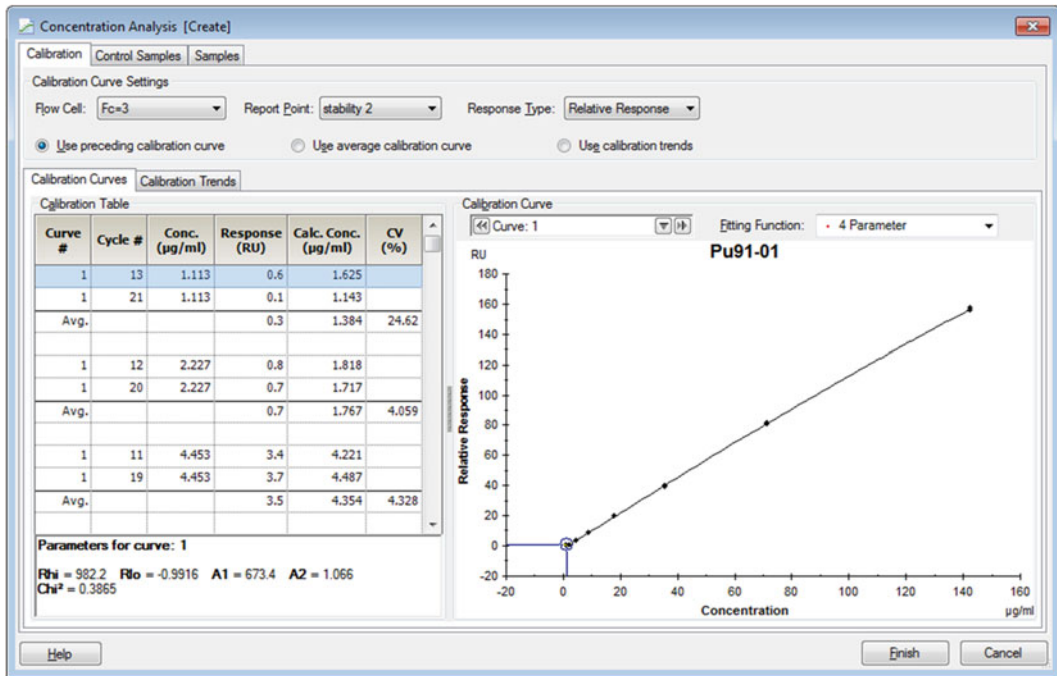 Concentration Analysis [Create]
Calibration Control Samples Samples
Calibration Curve Settings
Flow Cell: Fc=3 Report Point: stability 2 Response Type: Relative Response
Use preceding calibration curve Use average calibration curve Use calibration trends
Calibration Curves Calibration Trends
Calibration Table
Curve # Cycle # Conc. (µg/ml) Response (RU) Calc. Conc. (µg/ml) CV (%)
1 13 1.113 0.6 1.625
1 21 1.113 0.1 1.143
Avg. 0.3 1.384 24.62
1 12 2.227 0.8 1.818
1 20 2.227 0.7 1.717
Avg. 0.7 1.767 4.059
1 11 4.453 3.4 4.221
1 19 4.453 3.7 4.487
Avg. 3.5 4.354 4.328
Parameters for curve: 1
Rhi = 982.2 Rlo = -0.9916 A1 = 673.4 A2 = 1.066
Chi² = 0.3865
Calibration Curve
Curve: 1 Fitting Function: 4 Parameter
Pu91-01
RU
180
160
140
120
100
80
60
40
20
0
-20
Relative Response
-20 0 20 40 60 80 100 120 140 160
Concentration µg/ml
Help Finish Cancel